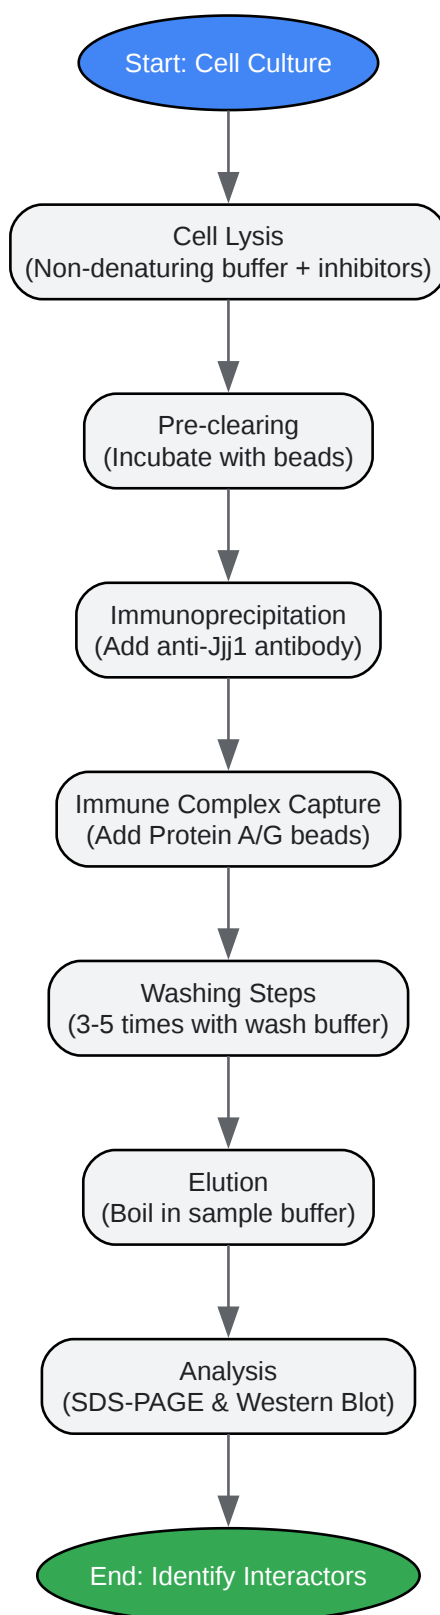 Start: Cell Culture
Cell Lysis
(Non-denaturing buffer + inhibitors)
Pre-clearing
(Incubate with beads)
Immunoprecipitation
(Add anti-Jjj1 antibody)
Immune Complex Capture
(Add Protein A/G beads)
Washing Steps
(3-5 times with wash buffer)
Elution
(Boil in sample buffer)
Analysis
(SDS-PAGE & Western Blot)
End: Identify Interactors